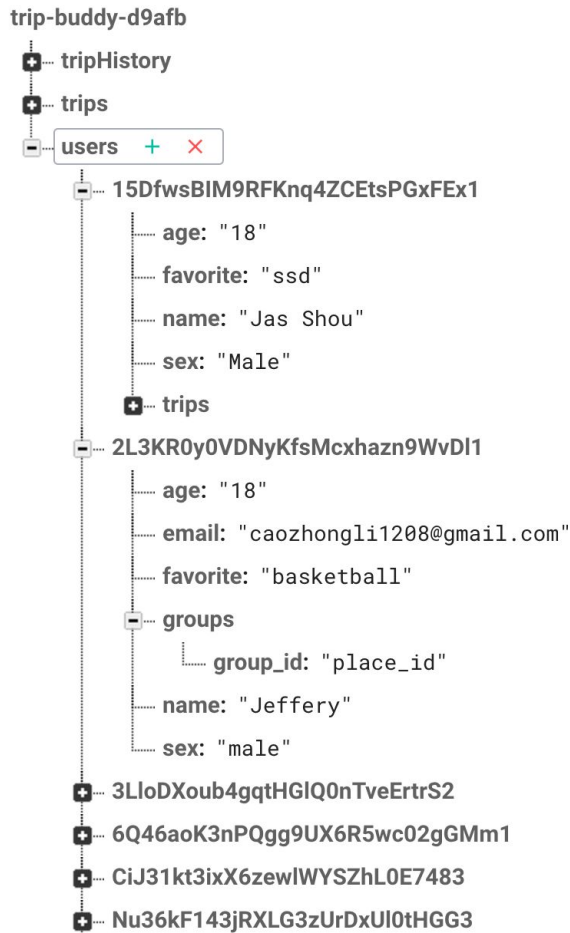 trip-buddy-d9afb
tripHistory
trips
users
15DfwsBIM9RFKnq4ZCEtsPGxFEx1
age: "18"
favorite: "ssd"
name: "Jas Shou"
sex: "Male"
trips
2L3KR0y0VDNyKfsMcxhazn9WvDl1
age: "18"
email: "caozhongli1208@gmail.com"
favorite: "basketball"
groups
group_id: "place_id"
name: "Jeffery"
sex: "male"
3LloDXoub4gqtHGlQ0nTveErtrS2
6Q46aoK3nPQgg9UX6R5wc02gGMm1
CiJ31kt3ixX6zewlWYSZhL0E7483
Nu36kF143jRXLG3zUrDxUl0tHGG3